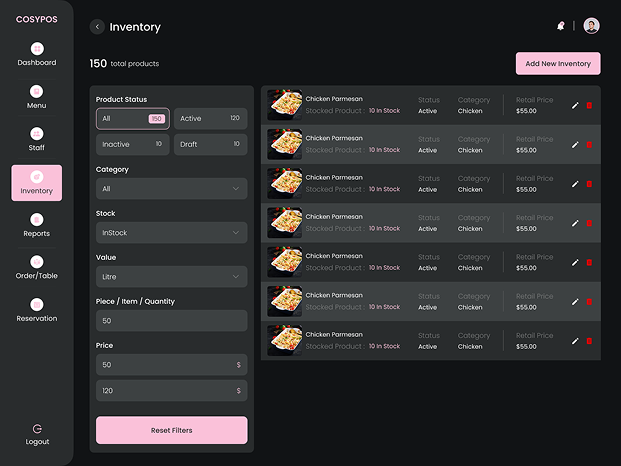 COSYPOS
Dashboard
Menu
Staff
Inventory
Reports
Order/Table
Reservation
Logout
Inventory
150 total products
Add New Inventory
Product Status
All 150
Active 120
Inactive 10
Draft 10
Category
All
Stock
InStock
Value
Litre
Piece / Item / Quantity
50
Price
50 $
120 $
Reset Filters
Chicken Parmesan Status Category Retail Price
Stocked Product : 10 In Stock Active Chicken $55.00
Chicken Parmesan Status Category Retail Price
Stocked Product : 10 In Stock Active Chicken $55.00
Chicken Parmesan Status Category Retail Price
Stocked Product : 10 In Stock Active Chicken $55.00
Chicken Parmesan Status Category Retail Price
Stocked Product : 10 In Stock Active Chicken $55.00
Chicken Parmesan Status Category Retail Price
Stocked Product : 10 In Stock Active Chicken $55.00
Chicken Parmesan Status Category Retail Price
Stocked Product : 10 In Stock Active Chicken $55.00
Chicken Parmesan Status Category Retail Price
Stocked Product : 10 In Stock Active Chicken $55.00